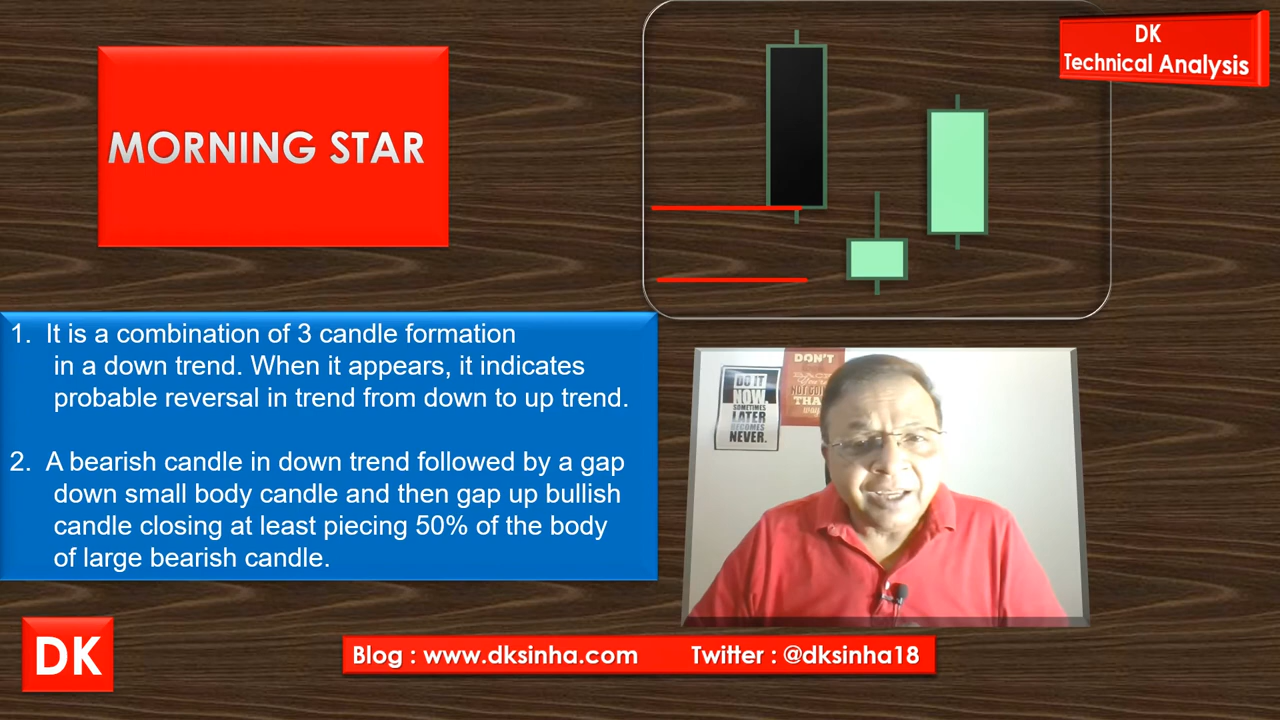 DK
Technical Analysis
MORNING STAR
1. It is a combination of 3 candle formation
in a down trend. When it appears, it indicates
probable reversal in trend from down to up trend.
2. A bearish candle in down trend followed by a gap
down small body candle and then gap up bullish
candle closing at least piecing 50% of the body
of large bearish candle.
DO IT
NOW.
SOMETIMES
LATER
BECOMES
NEVER.
DON'T
NOT
THA
DK
Blog : www.dksinha.com Twitter : @dksinha18